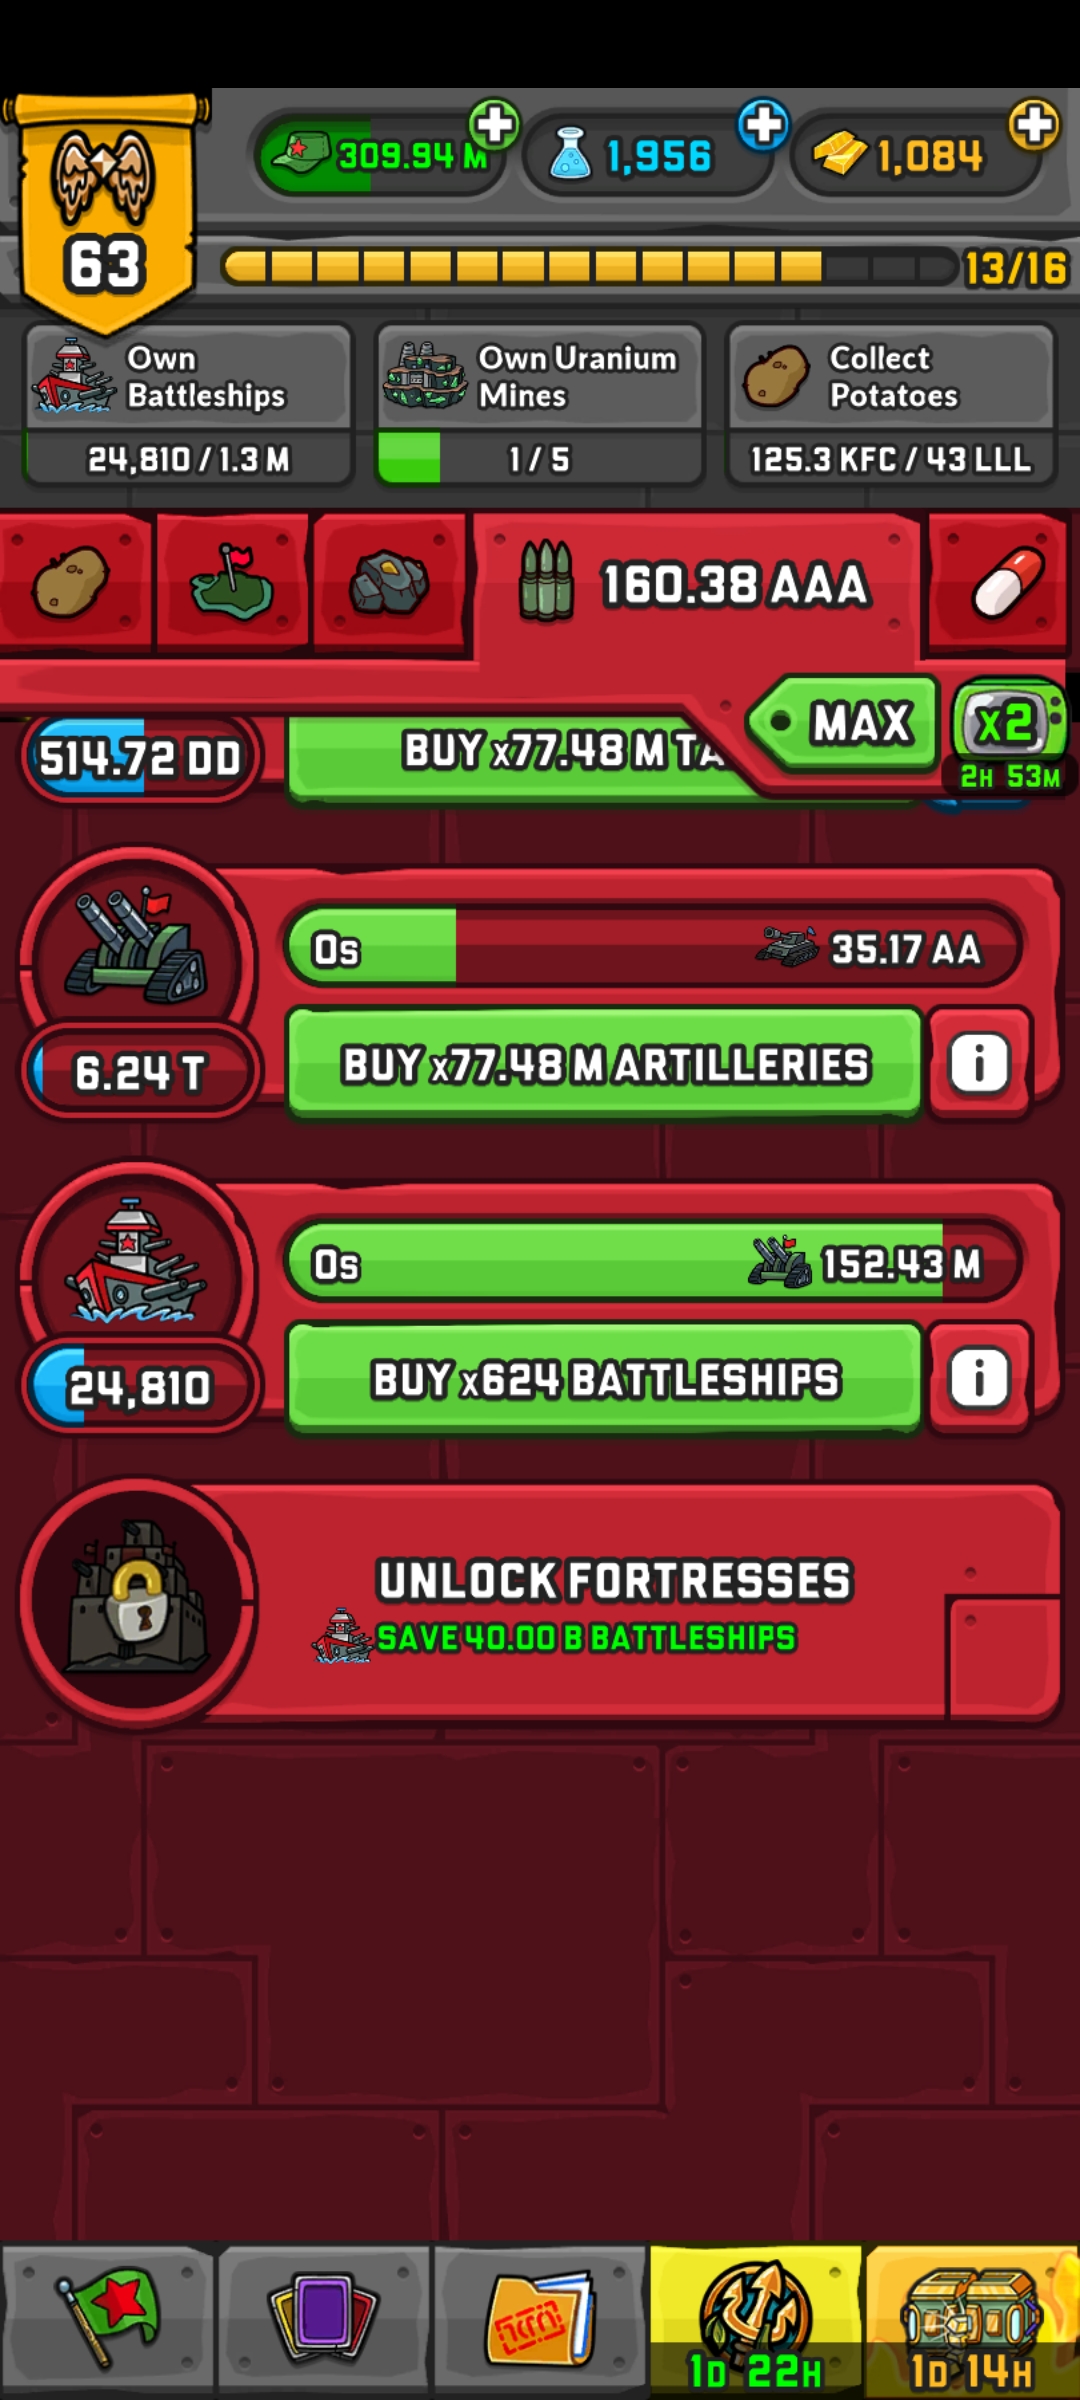 63
309.94 M
1,956
1,084
13/16
Own
Battleships
24,810 / 1.3 M
Own Uranium
Mines
1 / 5
Collect
Potatoes
125.3 KFC / 43 LLL
160.38 AAA
MAX
x2
2H 53M
514.72 DD
BUY x77.48 M TA
0s
35.17 AA
6.24 T
BUY x77.48 M ARTILLERIES
i
0s
152.43 M
24,810
BUY x624 BATTLESHIPS
i
UNLOCK FORTRESSES
SAVE 40.00 B BATTLESHIPS
1D 22H
1D 14H